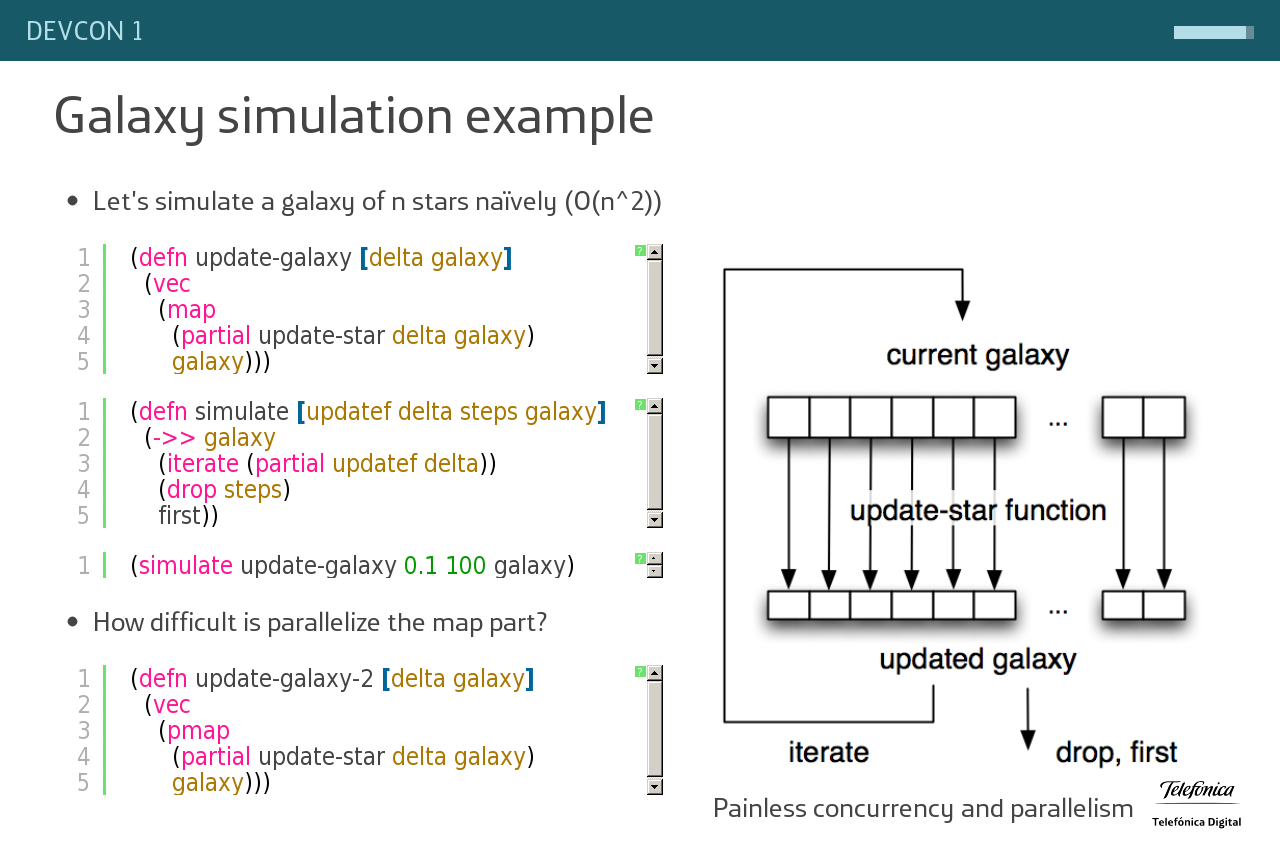 DEVCON 1
Galaxy simulation example
• Let's simulate a galaxy of n stars naïvely (O(n^2))
1 (defn update-galaxy [delta galaxy]
2 (vec
3 (map
4 (partial update-star delta galaxy)
5 galaxy)))
?
1 (defn simulate [updatef delta steps galaxy]
2 (->> galaxy
3 (iterate (partial updatef delta))
4 (drop steps)
5 first))
?
1 (simulate update-galaxy 0.1 100 galaxy)
?
• How difficult is parallelize the map part?
1 (defn update-galaxy-2 [delta galaxy]
2 (vec
3 (pmap
4 (partial update-star delta galaxy)
5 galaxy)))
?
current galaxy
...
update-star function
...
updated galaxy
iterate
drop, first
Painless concurrency and parallelism
Telefónica
Telefónica Digital